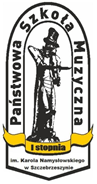 Państwowa Szkoła Muzyczna
I stopnia
im. Karola Namysłowskiego
w Szczebrzeszynie